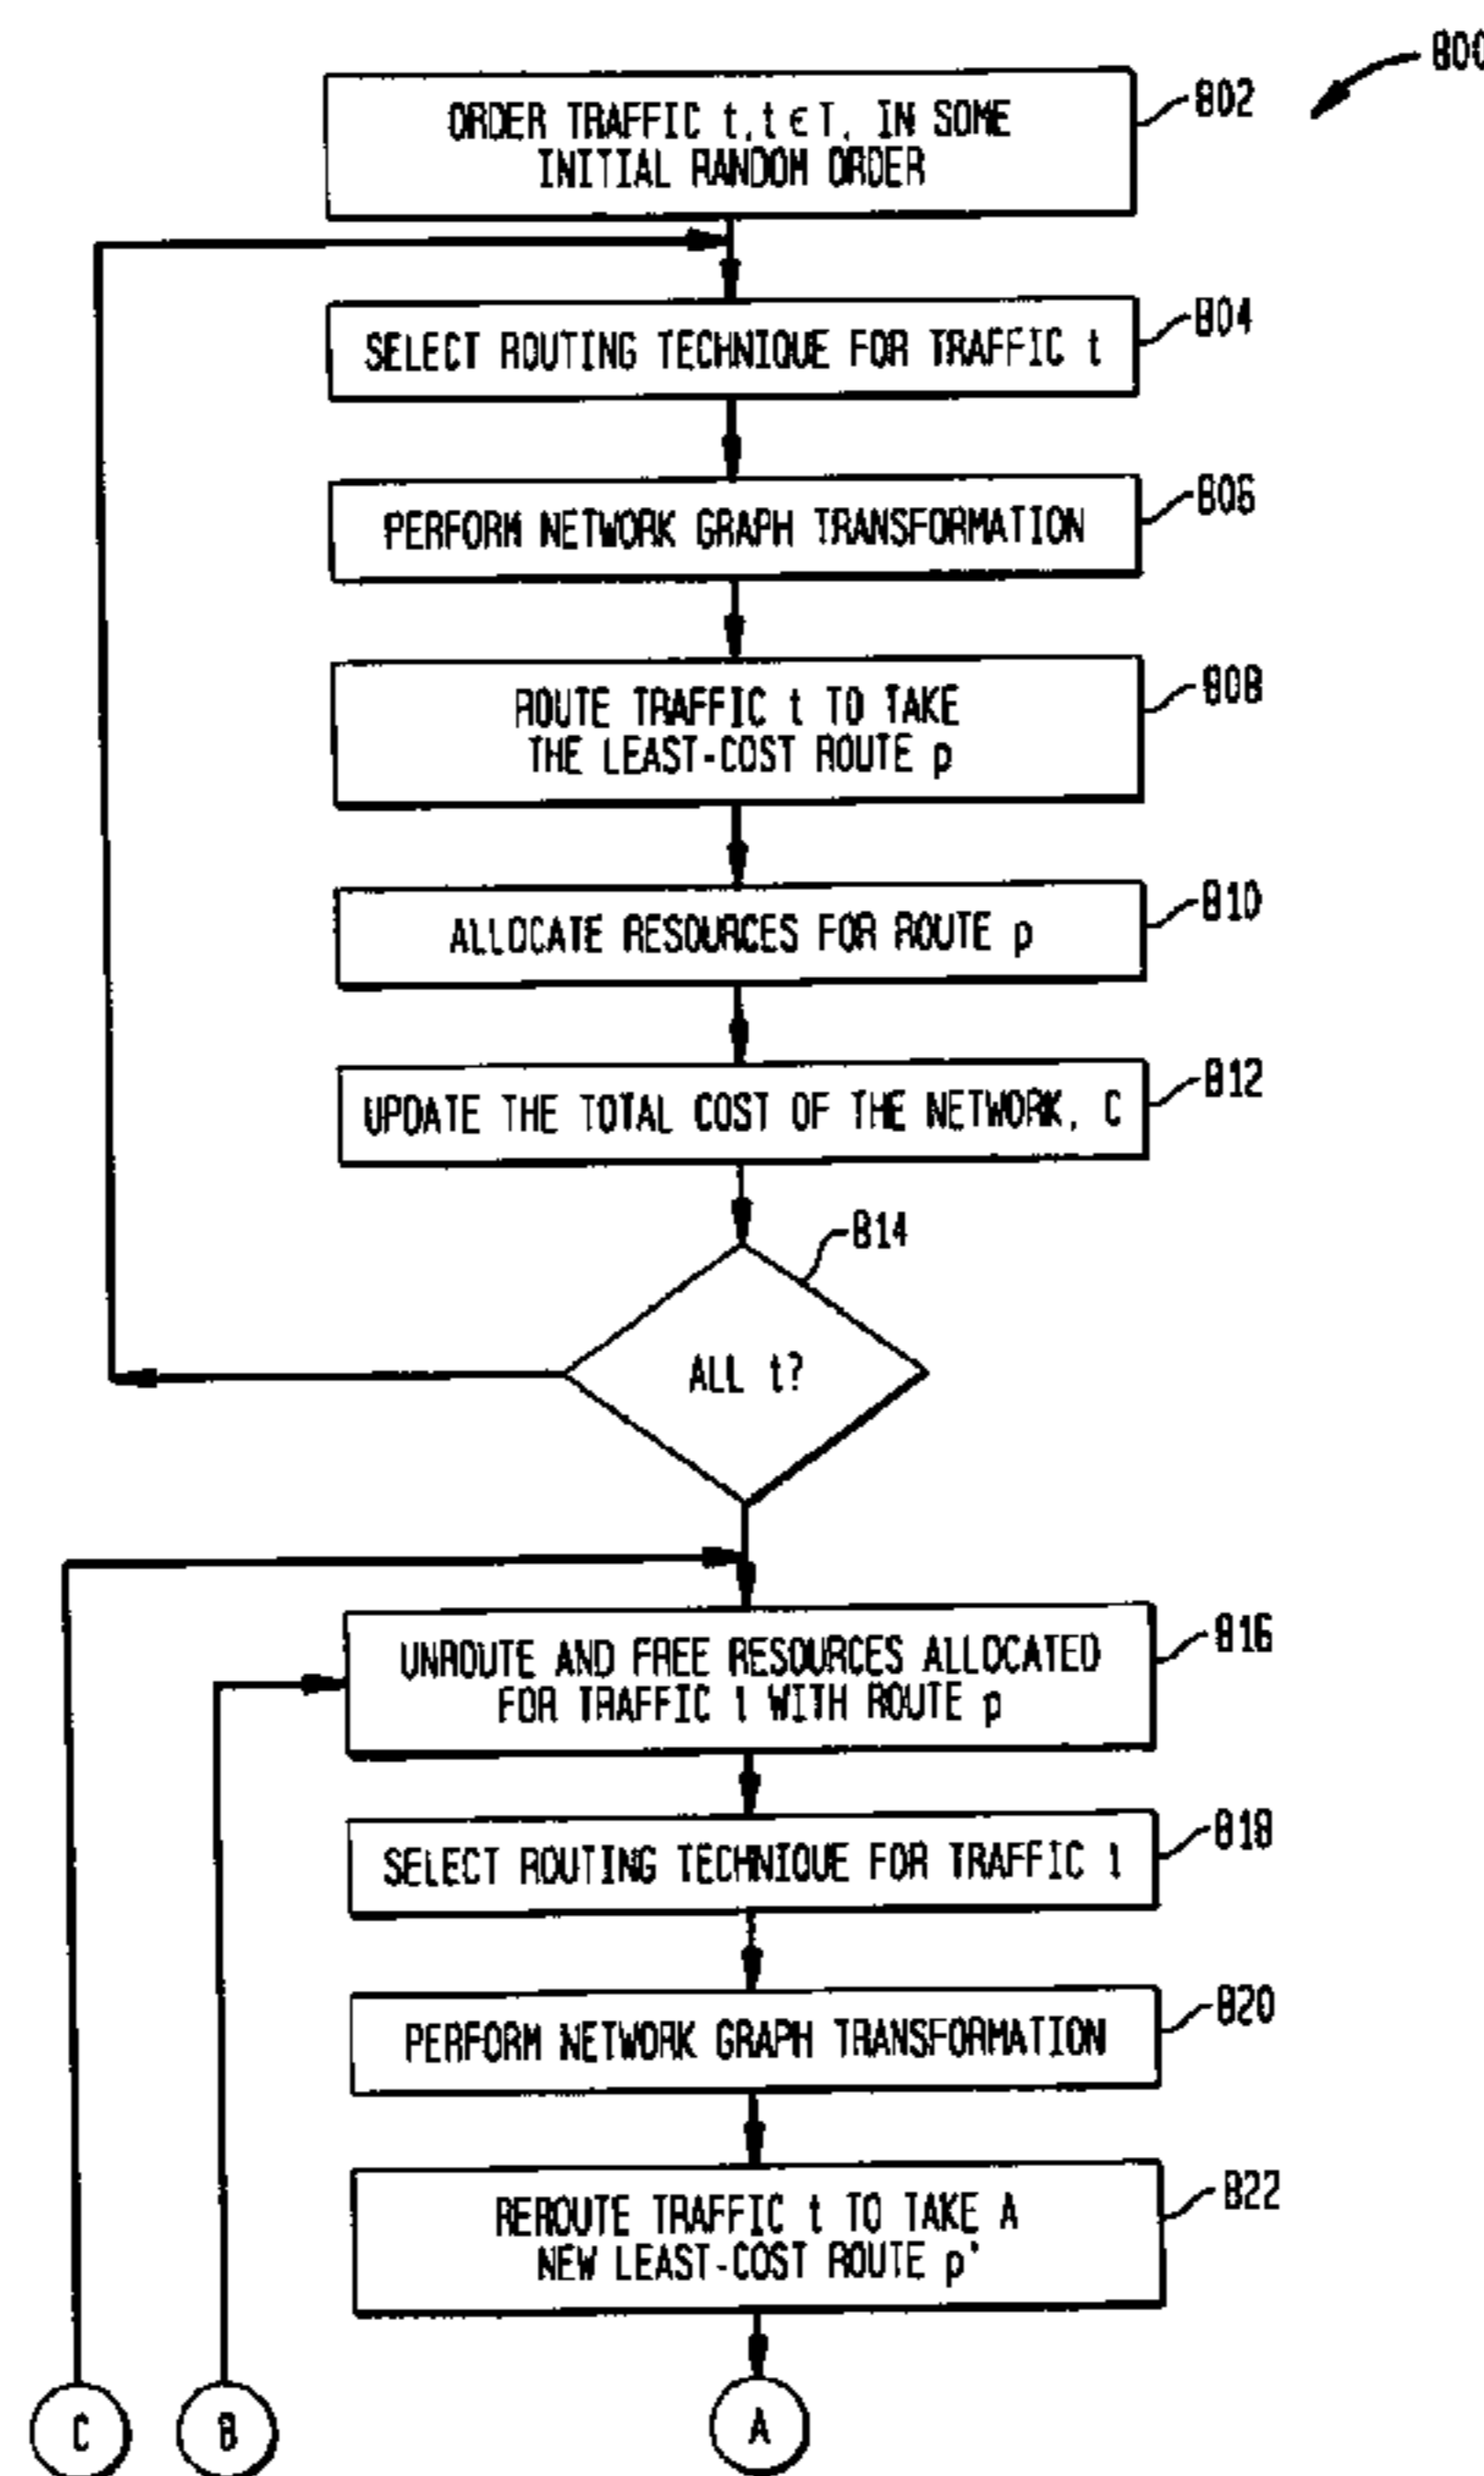 800
ORDER TRAFFIC t, t ϵ T, IN SOME
INITIAL RANDOM ORDER
802
SELECT ROUTING TECHNIQUE FOR TRAFFIC t
804
PERFORM NETWORK GRAPH TRANSFORMATION
806
ROUTE TRAFFIC t TO TAKE
THE LEAST-COST ROUTE p
808
ALLOCATE RESOURCES FOR ROUTE p
810
UPDATE THE TOTAL COST OF THE NETWORK, C
812
814
ALL t?
UNROUTE AND FREE RESOURCES ALLOCATED
FOR TRAFFIC t WITH ROUTE p
816
SELECT ROUTING TECHNIQUE FOR TRAFFIC t
818
PERFORM NETWORK GRAPH TRANSFORMATION
820
REROUTE TRAFFIC t TO TAKE A
NEW LEAST-COST ROUTE p'
822
C
B
A